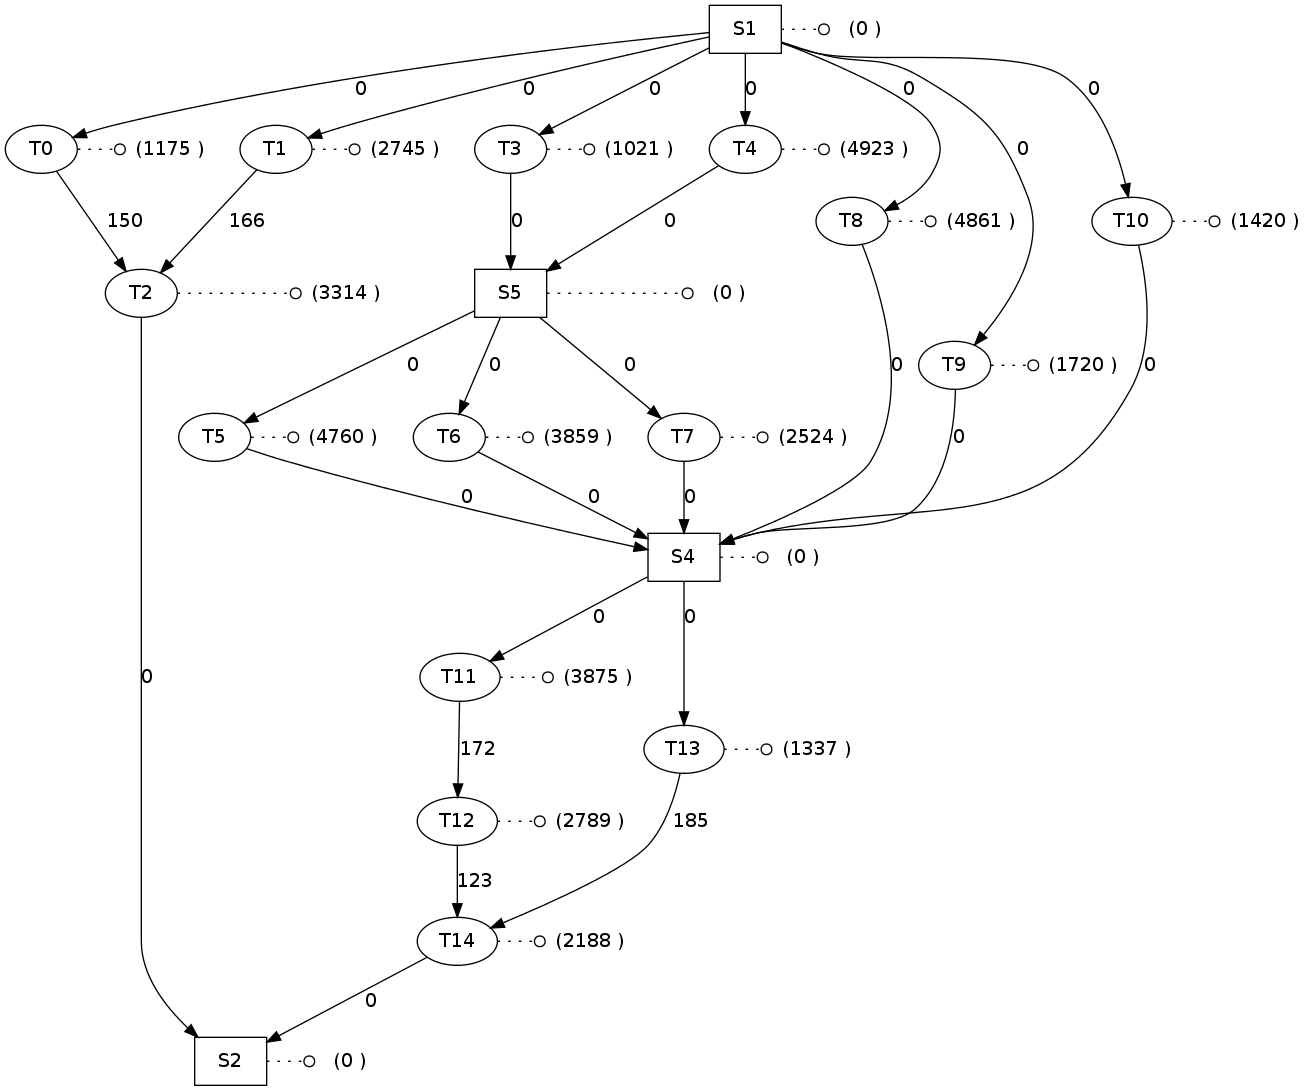 S1 (0 )
0 0 0 0 0 0
T0 (1175 ) T1 (2745 ) T3 (1021 ) T4 (4923 ) 0
150 166 0 0 T8 (4861 ) T10 (1420 )
T2 (3314 ) S5 (0 )
0 0 0 0 T9 (1720 ) 0
T5 (4760 ) T6 (3859 ) T7 (2524 ) 0
0 0 0
S4 (0 )
0 0
0 T11 (3875 )
172 T13 (1337 )
T12 (2789 ) 185
123
T14 (2188 )
0
S2 (0 )